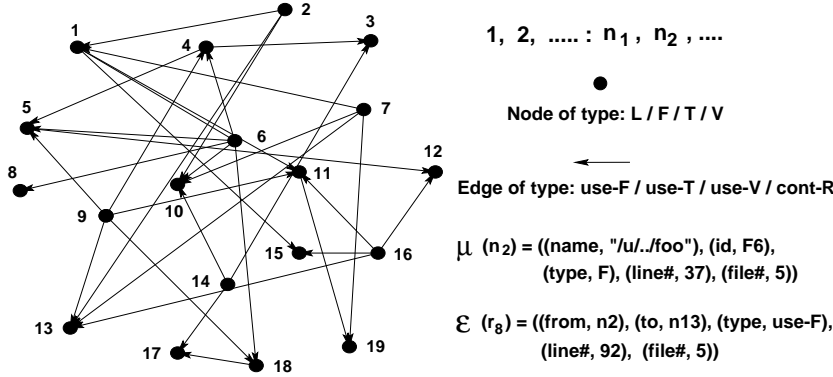 1
2
3
4
5
6
7
8
9
10
11
12
13
14
15
16
17
18
19
1, 2, ..... : n1 , n2 , ....
Node of type: L / F / T / V
Edge of type: use-F / use-T / use-V / cont-R
μ (n2) = ((name, "/u/../foo"), (id, F6),
(type, F), (line#, 37), (file#, 5))
ε (r8) = ((from, n2), (to, n13), (type, use-F),
(line#, 92), (file#, 5))